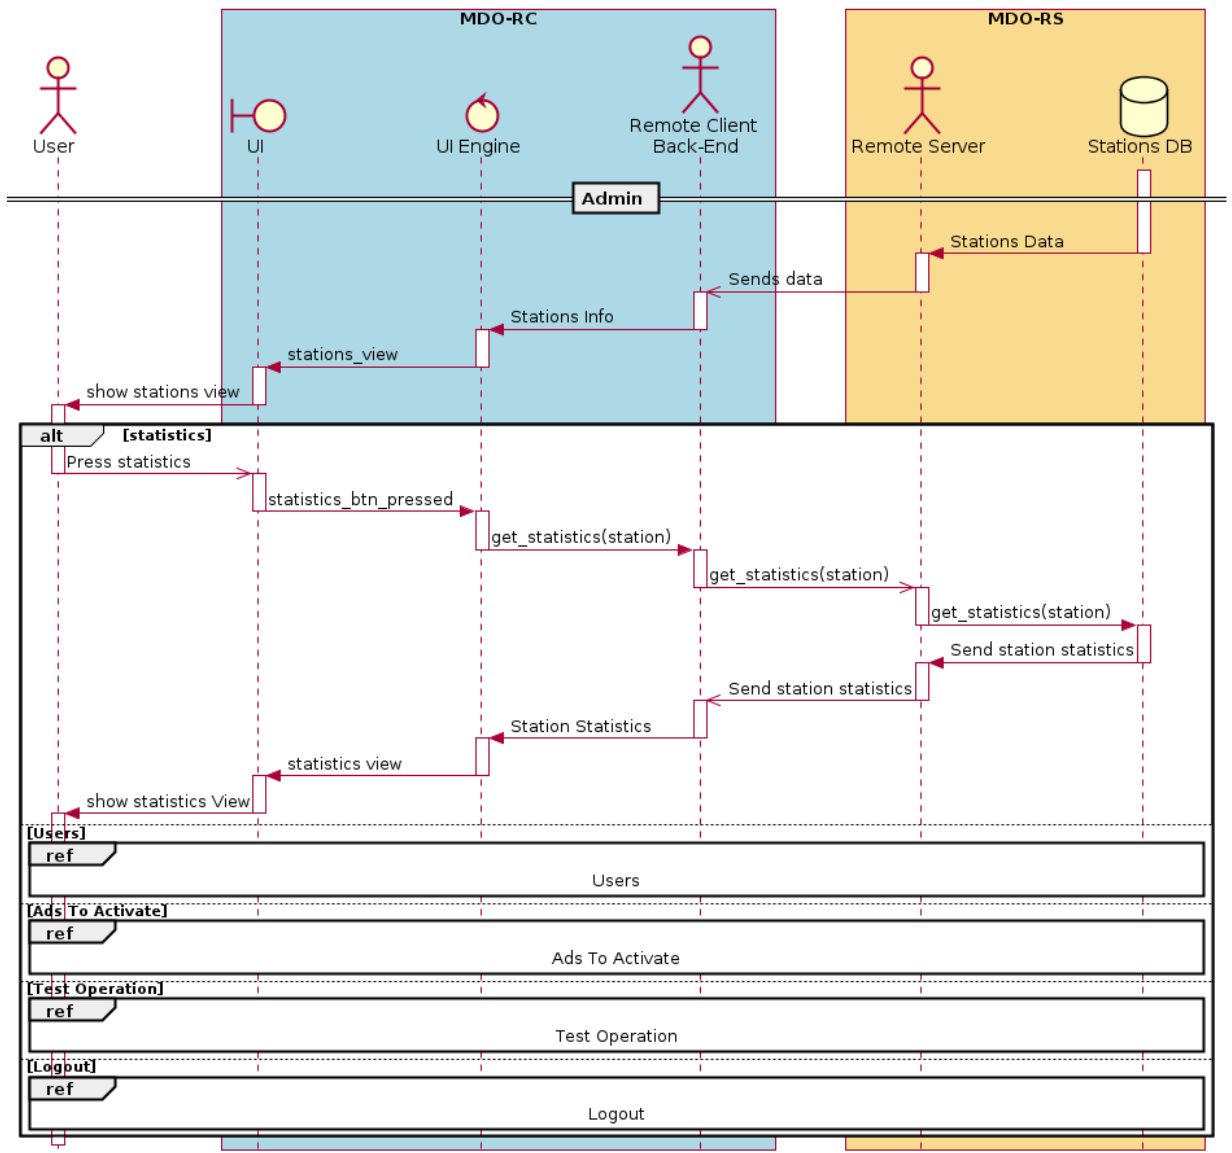 MDO-RC
MDO-RS
User
UI
UI Engine
Remote Client
Back-End
Remote Server
Stations DB
Admin
Stations Data
Sends data
Stations Info
stations_view
show stations view
alt
[statistics]
Press statistics
statistics_btn_pressed
get_statistics(station)
get_statistics(station)
get_statistics(station)
Send station statistics
Send station statistics
Station Statistics
statistics view
show statistics View
[Users]
ref
Users
[Ads To Activate]
ref
Ads To Activate
[Test Operation]
ref
Test Operation
[Logout]
ref
Logout